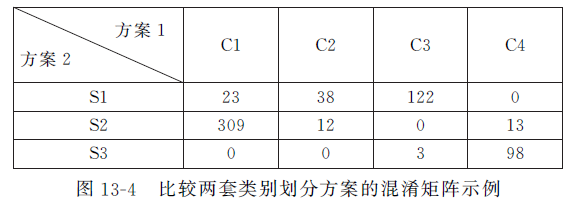 方案 1
方案 2
C1 C2 C3 C4
S1 23 38 122 0
S2 309 12 0 13
S3 0 0 3 98
图 13-4 比较两套类别划分方案的混淆矩阵示例